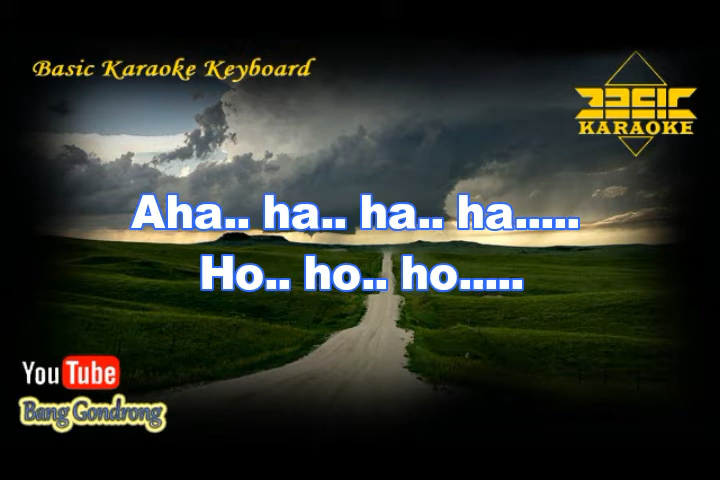 Basic Karaoke Keyboard
BASIC
KARAOKE
Aha.. ha.. ha.. ha.....
Ho.. ho.. ho.....
YouTube
Bang Gondrong